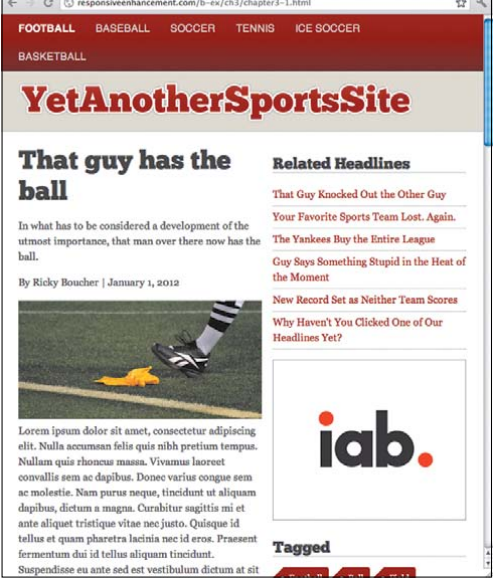 responsiveenhancement.com/b-ex/ch3/chapter3-1.html
FOOTBALL BASEBALL SOCCER TENNIS ICE SOCCER
BASKETBALL
YetAnotherSportsSite
That guy has the
ball
In what has to be considered a development of the
utmost importance, that man over there now has the
ball.
By Ricky Boucher | January 1, 2012
Lorem ipsum dolor sit amet, consectetur adipiscing
elit. Nulla accumsan felis quis nibh pretium tempus.
Nullam quis rhoncus massa. Vivamus laoreet
convallis sem ac dapibus. Donec varius congue sem
ac molestie. Nam purus neque, tincidunt ut aliquam
dapibus, dictum a magna. Curabitur sagittis mi et
ante aliquet tristique vitae nec justo. Quisque id
tellus et quam pharetra lacinia nec id eros. Praesent
fermentum dui id tellus aliquam tincidunt.
Suspendisse eu ante sed est vestibulum dictum at sit
Related Headlines
That Guy Knocked Out the Other Guy
Your Favorite Sports Team Lost. Again.
The Yankees Buy the Entire League
Guy Says Something Stupid in the Heat of
the Moment
New Record Set as Neither Team Scores
Why Haven't You Clicked One of Our
Headlines Yet?
iab.
Tagged